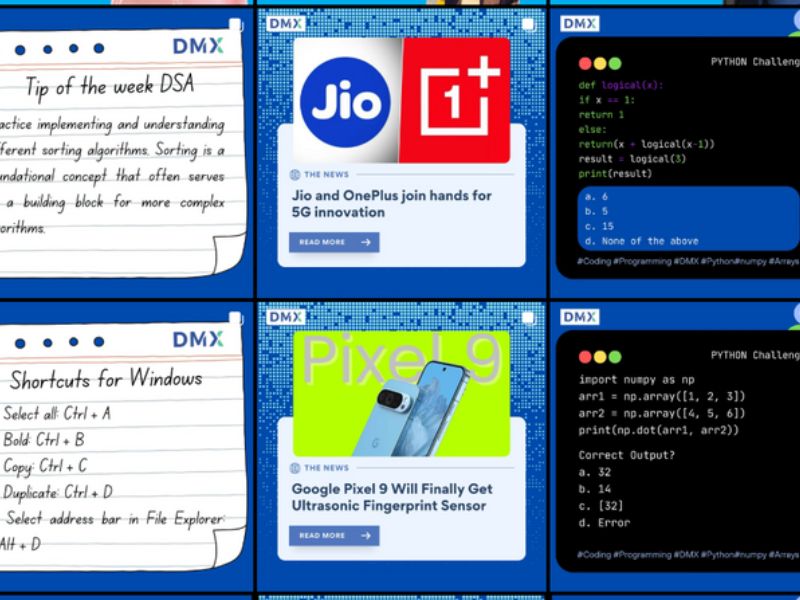 DMX
Tip of the week DSA
actice implementing and understanding
ferent sorting algorithms. Sorting is a
undational concept that often serves
a building block for more complex
orithms.
DMX
Jio
1+
THE NEWS
Jio and OnePlus join hands for
5G innovation
READ MORE
DMX
PYTHON Challeng
def logical(x):
if x == 1:
return 1
else:
return(x + logical(x-1))
result = logical(3)
print(result)
a. 6
b. 5
c. 15
d. None of the above
#Coding #Programming #DMX #Python#numpy #Arrays
DMX
Shortcuts for Windows
Select all: Ctrl + A
Bold: Ctrl + B
Copy: Ctrl + C
Duplicate: Ctrl + D
Select address bar in File Explorer:
Alt + D
DMX
Pixel 9
THE NEWS
Google Pixel 9 Will Finally Get
Ultrasonic Fingerprint Sensor
READ MORE
DMX
PYTHON Challeng
import numpy as np
arr1 = np.array([1, 2, 3])
arr2 = np.array([4, 5, 6])
print(np.dot(arr1, arr2))
Correct Output?
a. 32
b. 14
c. [32]
d. Error
#Coding #Programming #DMX #Python#numpy #Arrays